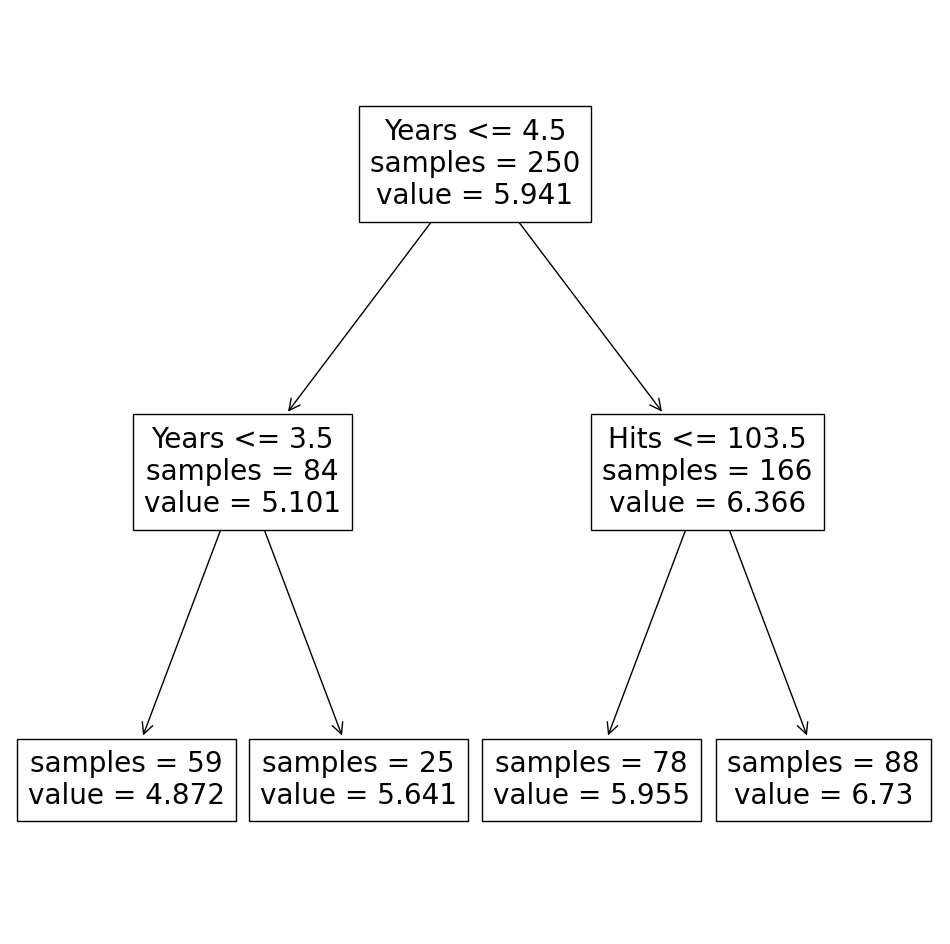 Years <= 4.5
samples = 250
value = 5.941
Years <= 3.5
samples = 84
value = 5.101
Hits <= 103.5
samples = 166
value = 6.366
samples = 59
value = 4.872
samples = 25
value = 5.641
samples = 78
value = 5.955
samples = 88
value = 6.73